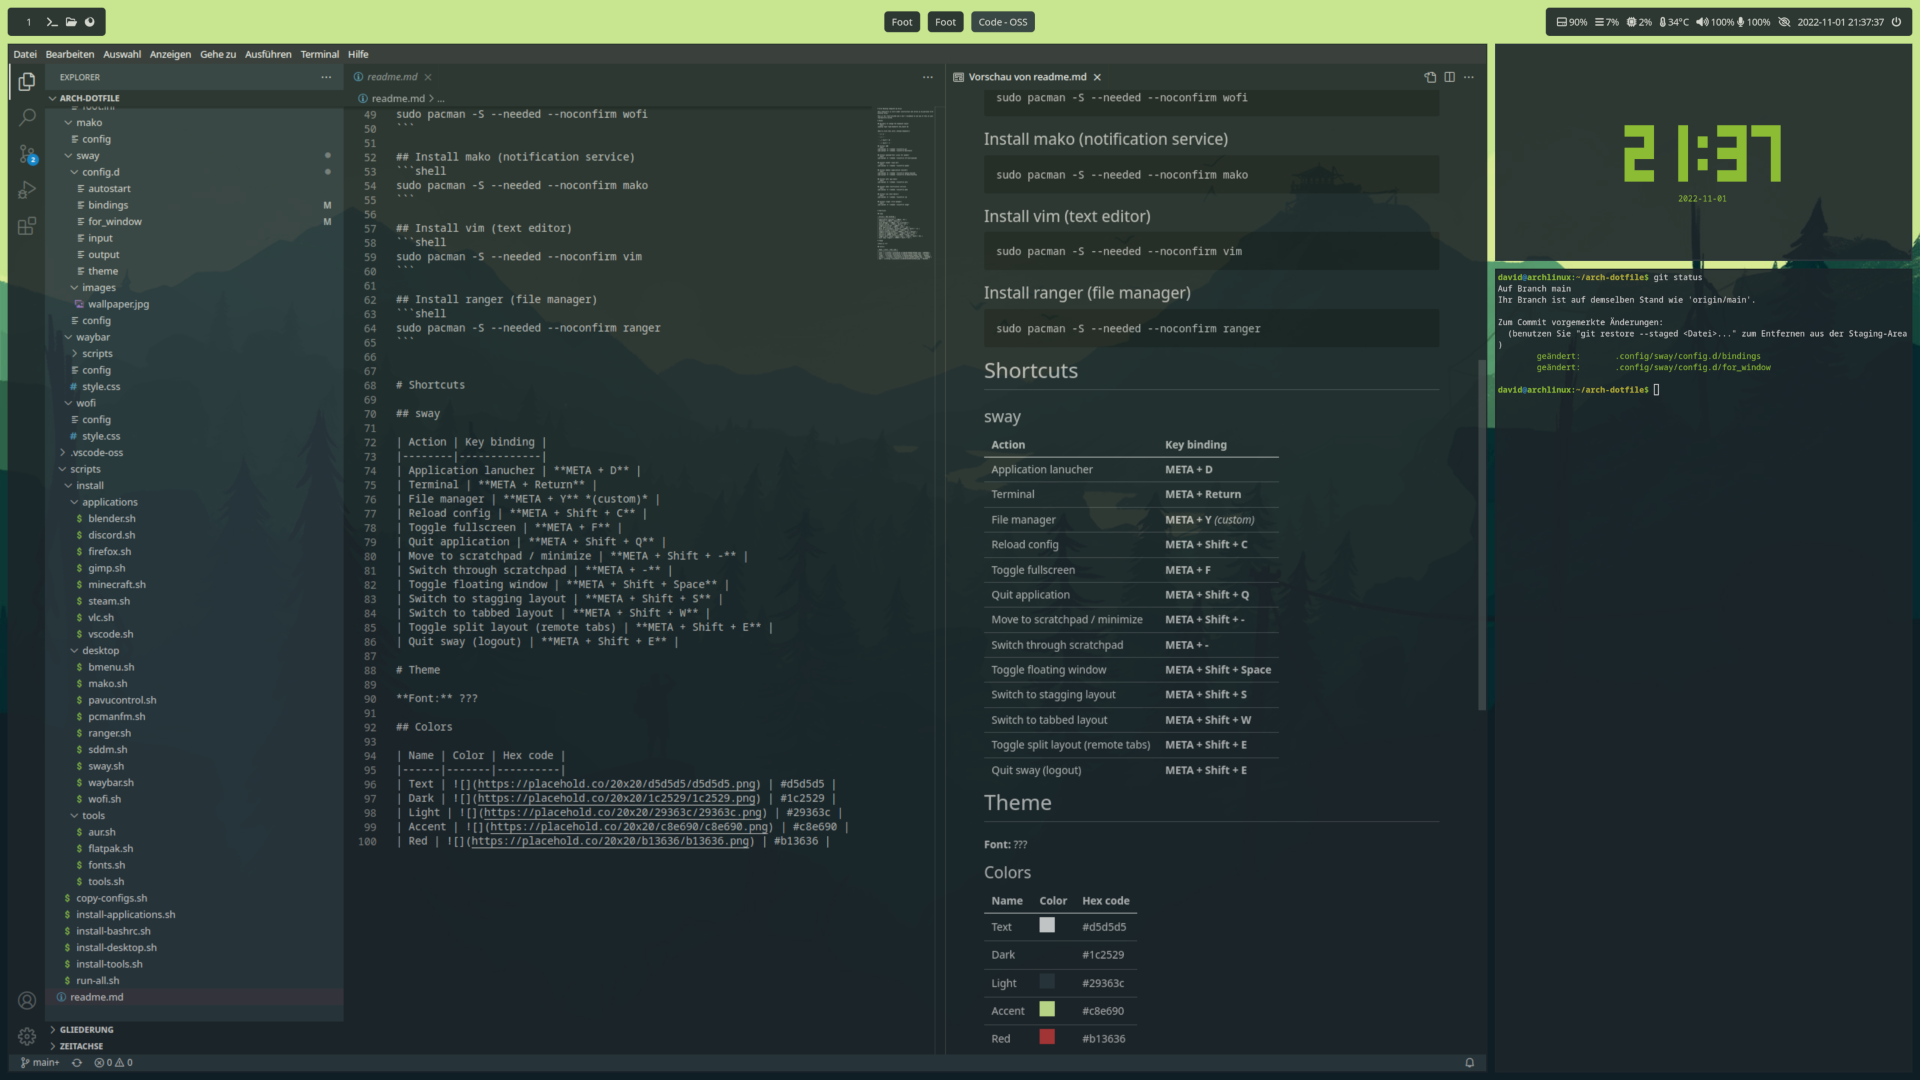 1
Foot
Foot
Code - OSS
90% 7% 2% 34°C 100% 100% 2022-11-01 21:37:37
Datei Bearbeiten Auswahl Anzeigen Gehe zu Ausführen Terminal Hilfe
EXPLORER
ARCH-DOTFILE
mako
config
sway
config.d
autostart
bindings M
for_window M
input
output
theme
images
wallpaper.jpg
config
waybar
scripts
config
# style.css
wofi
config
# style.css
.vscode-oss
scripts
install
applications
$ blender.sh
$ discord.sh
$ firefox.sh
$ gimp.sh
$ minecraft.sh
$ steam.sh
$ vlc.sh
$ vscode.sh
desktop
$ bmenu.sh
$ mako.sh
$ pavucontrol.sh
$ pcmanfm.sh
$ ranger.sh
$ sddm.sh
$ sway.sh
$ waybar.sh
$ wofi.sh
tools
$ aur.sh
$ flatpak.sh
$ fonts.sh
$ tools.sh
$ copy-configs.sh
$ install-applications.sh
$ install-bashrc.sh
$ install-desktop.sh
$ install-tools.sh
$ run-all.sh
readme.md
GLIEDERUNG
ZEITACHSE
2
main+ 0 0
readme.md
readme.md > ...
49 sudo pacman -S --needed --noconfirm wofi
50 ```
51
52 ## Install mako (notification service)
53 ```shell
54 sudo pacman -S --needed --noconfirm mako
55 ```
56
57 ## Install vim (text editor)
58 ```shell
59 sudo pacman -S --needed --noconfirm vim
60 ```
61
62 ## Install ranger (file manager)
63 ```shell
64 sudo pacman -S --needed --noconfirm ranger
65 ```
66
67
68 # Shortcuts
69
70 ## sway
71
72 | Action | Key binding |
73 |--------|-------------|
74 | Application lanucher | **META + D** |
75 | Terminal | **META + Return** |
76 | File manager | **META + Y** *(custom)* |
77 | Reload config | **META + Shift + C** |
78 | Toggle fullscreen | **META + F** |
79 | Quit application | **META + Shift + Q** |
80 | Move to scratchpad / minimize | **META + Shift + -** |
81 | Switch through scratchpad | **META + -** |
82 | Toggle floating window | **META + Shift + Space** |
83 | Switch to stagging layout | **META + Shift + S** |
84 | Switch to tabbed layout | **META + Shift + W** |
85 | Toggle split layout (remote tabs) | **META + Shift + E** |
86 | Quit sway (logout) | **META + Shift + E** |
87
88 # Theme
89
90 **Font:** ???
91
92 ## Colors
93
94 | Name | Color | Hex code |
95 |------|-------|----------|
96 | Text | ![](https://placehold.co/20x20/d5d5d5/d5d5d5.png) | #d5d5d5 |
97 | Dark | ![](https://placehold.co/20x20/1c2529/1c2529.png) | #1c2529 |
98 | Light | ![](https://placehold.co/20x20/29363c/29363c.png) | #29363c |
99 | Accent | ![](https://placehold.co/20x20/c8e690/c8e690.png) | #c8e690 |
100 | Red | ![](https://placehold.co/20x20/b13636/b13636.png) | #b13636 |
Vorschau von readme.md
sudo pacman -S --needed --noconfirm wofi
Install mako (notification service)
sudo pacman -S --needed --noconfirm mako
Install vim (text editor)
sudo pacman -S --needed --noconfirm vim
Install ranger (file manager)
sudo pacman -S --needed --noconfirm ranger
Shortcuts
sway
Action Key binding
Application lanucher META + D
Terminal META + Return
File manager META + Y (custom)
Reload config META + Shift + C
Toggle fullscreen META + F
Quit application META + Shift + Q
Move to scratchpad / minimize META + Shift + -
Switch through scratchpad META + -
Toggle floating window META + Shift + Space
Switch to stagging layout META + Shift + S
Switch to tabbed layout META + Shift + W
Toggle split layout (remote tabs) META + Shift + E
Quit sway (logout) META + Shift + E
Theme
Font: ???
Colors
Name Color Hex code
Text #d5d5d5
Dark #1c2529
Light #29363c
Accent #c8e690
Red #b13636
21:37
2022-11-01
david@archlinux:~/arch-dotfile$ git status
Auf Branch main
Ihr Branch ist auf demselben Stand wie 'origin/main'.
Zum Commit vorgemerkte Änderungen:
(benutzen Sie "git restore --staged <Datei>..." zum Entfernen aus der Staging-Area
)
geändert: .config/sway/config.d/bindings
geändert: .config/sway/config.d/for_window
david@archlinux:~/arch-dotfile$